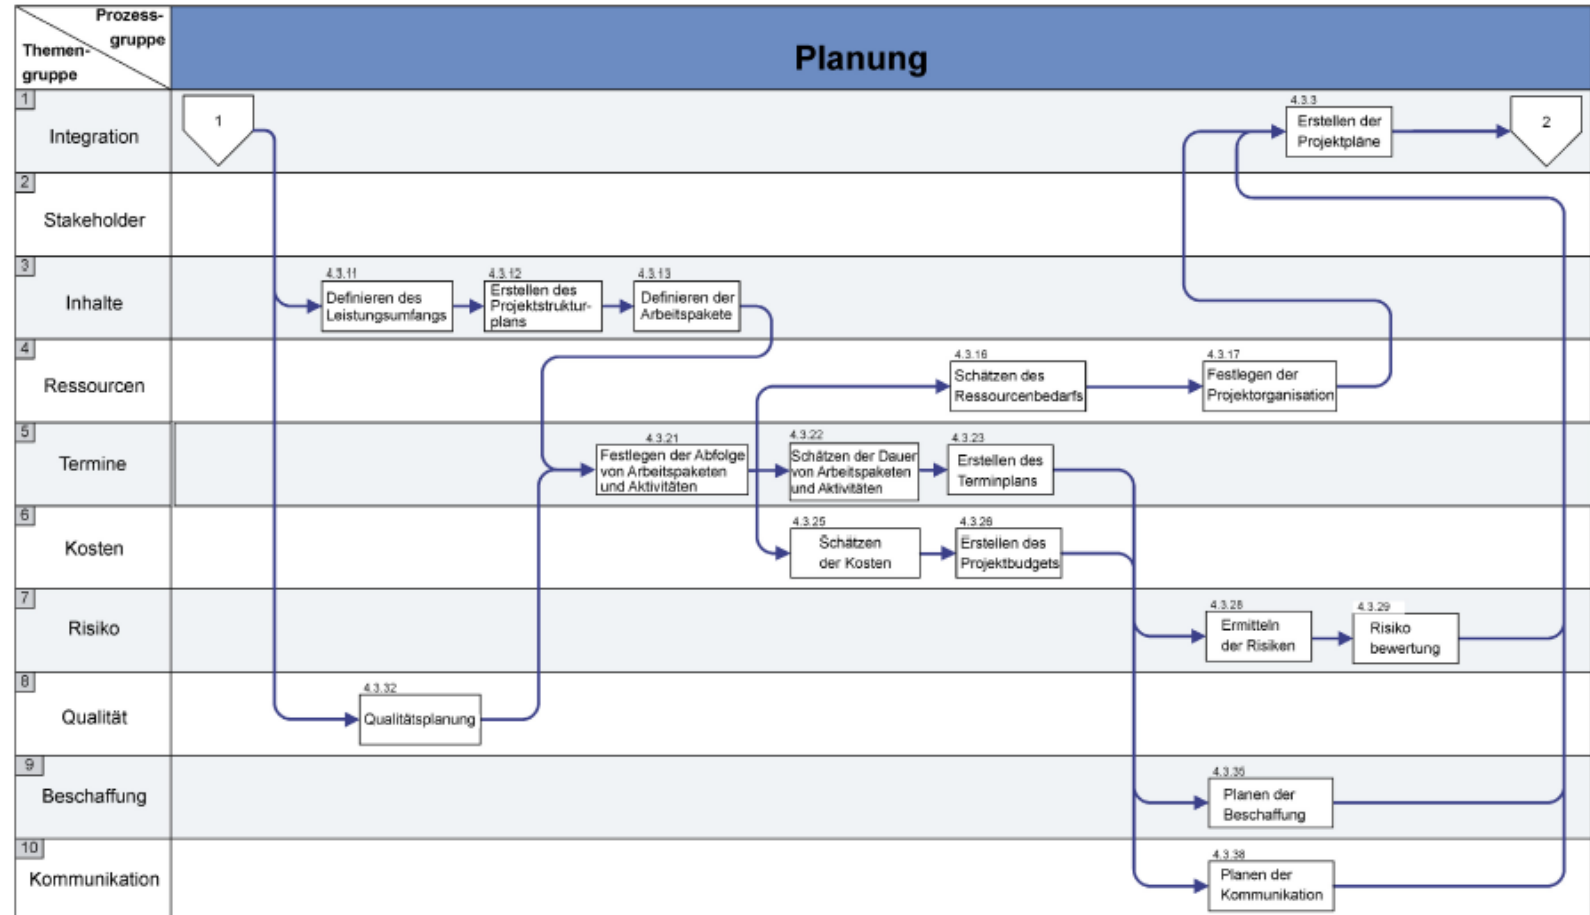 Prozess-
gruppe
Themen-
gruppe
Planung
1
Integration
1
4.3.3
Erstellen der
Projektpläne
2
2
Stakeholder
3
Inhalte
4.3.11
Definieren des
Leistungsumfangs
4.3.12
Erstellen des
Projektstruktur-
plans
4.3.13
Definieren der
Arbeitspakete
4
Ressourcen
4.3.16
Schätzen des
Ressourcenbedarfs
4.3.17
Festlegen der
Projektorganisation
5
Termine
4.3.21
Festlegen der Abfolge
von Arbeitspaketen
und Aktivitäten
4.3.22
Schätzen der Dauer
von Arbeitspaketen
und Aktivitäten
4.3.23
Erstellen des
Terminplans
6
Kosten
4.3.25
Schätzen
der Kosten
4.3.26
Erstellen des
Projektbudgets
7
Risiko
4.3.28
Ermitteln
der Risiken
4.3.29
Risiko
bewertung
8
Qualität
4.3.32
Qualitätsplanung
9
Beschaffung
4.3.35
Planen der
Beschaffung
10
Kommunikation
4.3.38
Planen der
Kommunikation